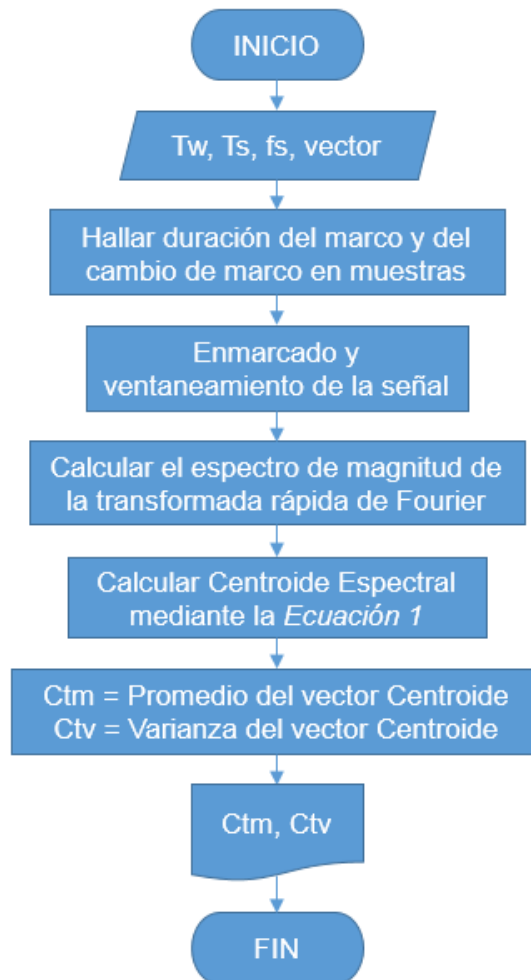 INICIO
Tw, Ts, fs, vector
Hallar duración del marco y del
cambio de marco en muestras
Enmarcado y
ventaneamiento de la señal
Calcular el espectro de magnitud de
la transformada rápida de Fourier
Calcular Centroide Espectral
mediante la Ecuación 1
Ctm = Promedio del vector Centroide
Ctv = Varianza del vector Centroide
Ctm, Ctv
FIN